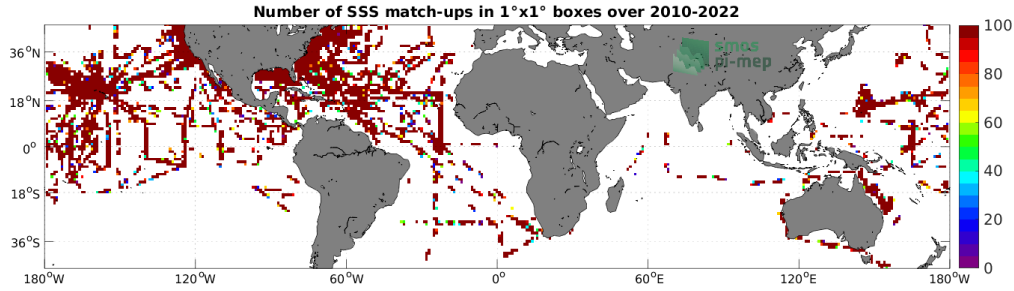 Number of SSS match-ups in 1°x1° boxes over 2010-2022
smos
pi-mep
36°N
18°N
0°
18°S
36°S
180°W
120°W
60°W
0°
60°E
120°E
180°W
100
80
60
40
20
0